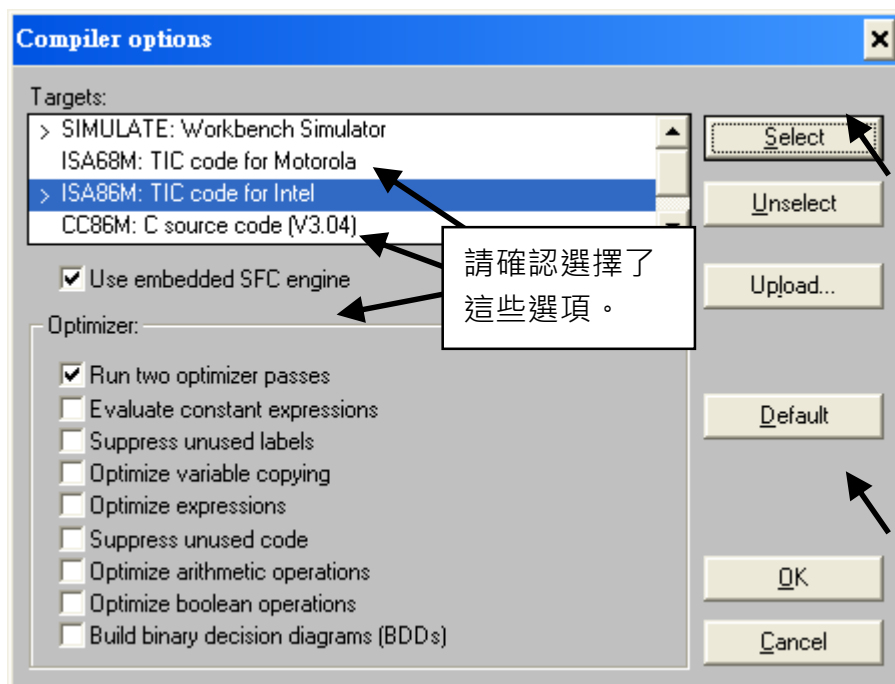 Compiler options
Targets:
> SIMULATE: Workbench Simulator
ISA68M: TIC code for Motorola
> ISA86M: TIC code for Intel
CC86M: C source code (V3.04)
Select
Unselect
請確認選擇了
這些選項。
Use embedded SFC engine
Upload...
Optimizer:
Run two optimizer passes
Evaluate constant expressions
Default
Suppress unused labels
Optimize variable copying
Optimize expressions
Suppress unused code
Optimize arithmetic operations
OK
Optimize boolean operations
Build binary decision diagrams (BDDs)
Cancel